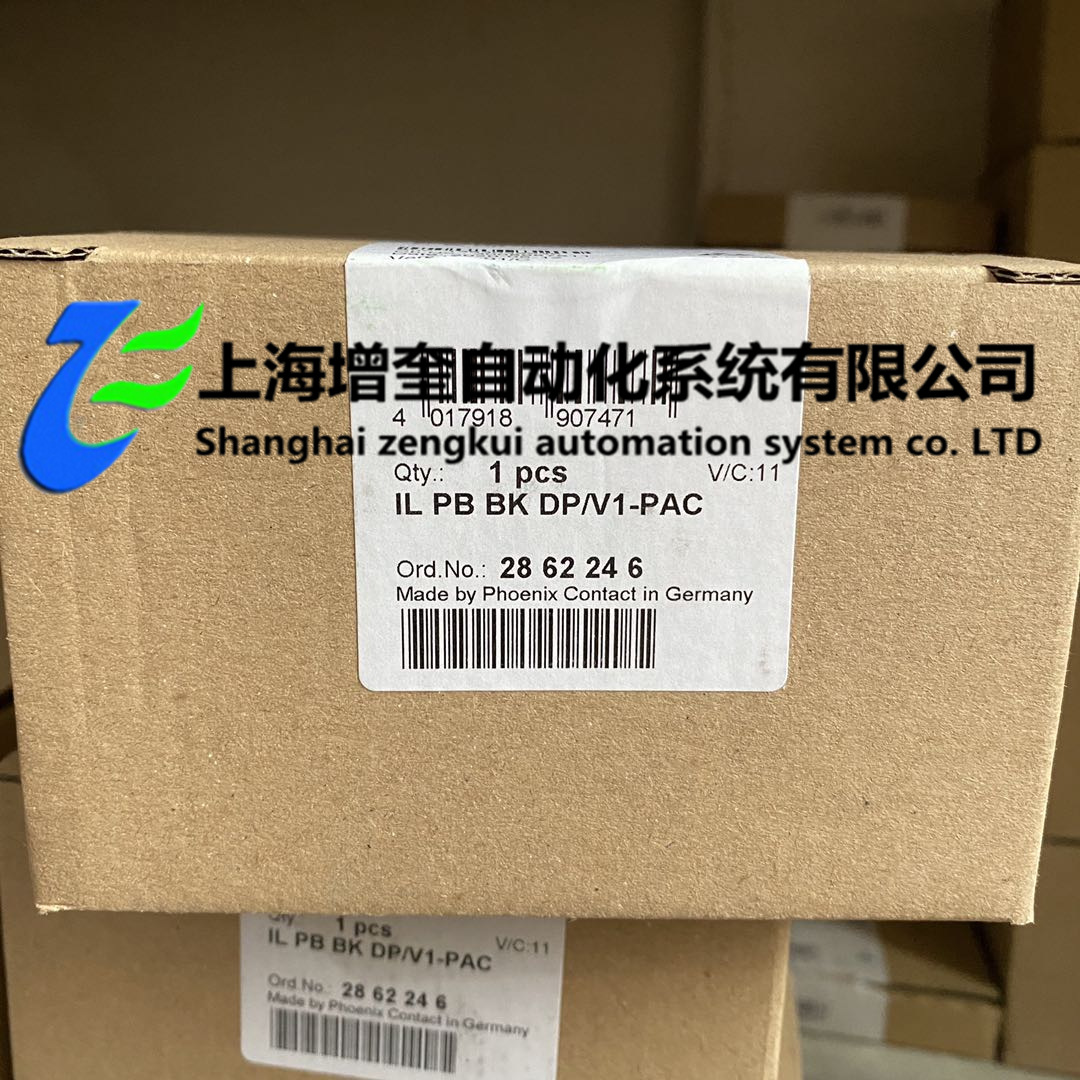 上海增奎自动化系统有限公司
4 017918 907471
Shanghai zengkui automation system co. LTD
Qty.: 1 pcs V/C:11
IL PB BK DP/V1-PAC
Ord.No.: 28 62 24 6
Made by Phoenix Contact in Germany
Qty.: 1 pcs V/C:11
IL PB BK DP/V1-PAC
Ord.No.: 28 62 24 6
Made by Phoenix Contact in Germany